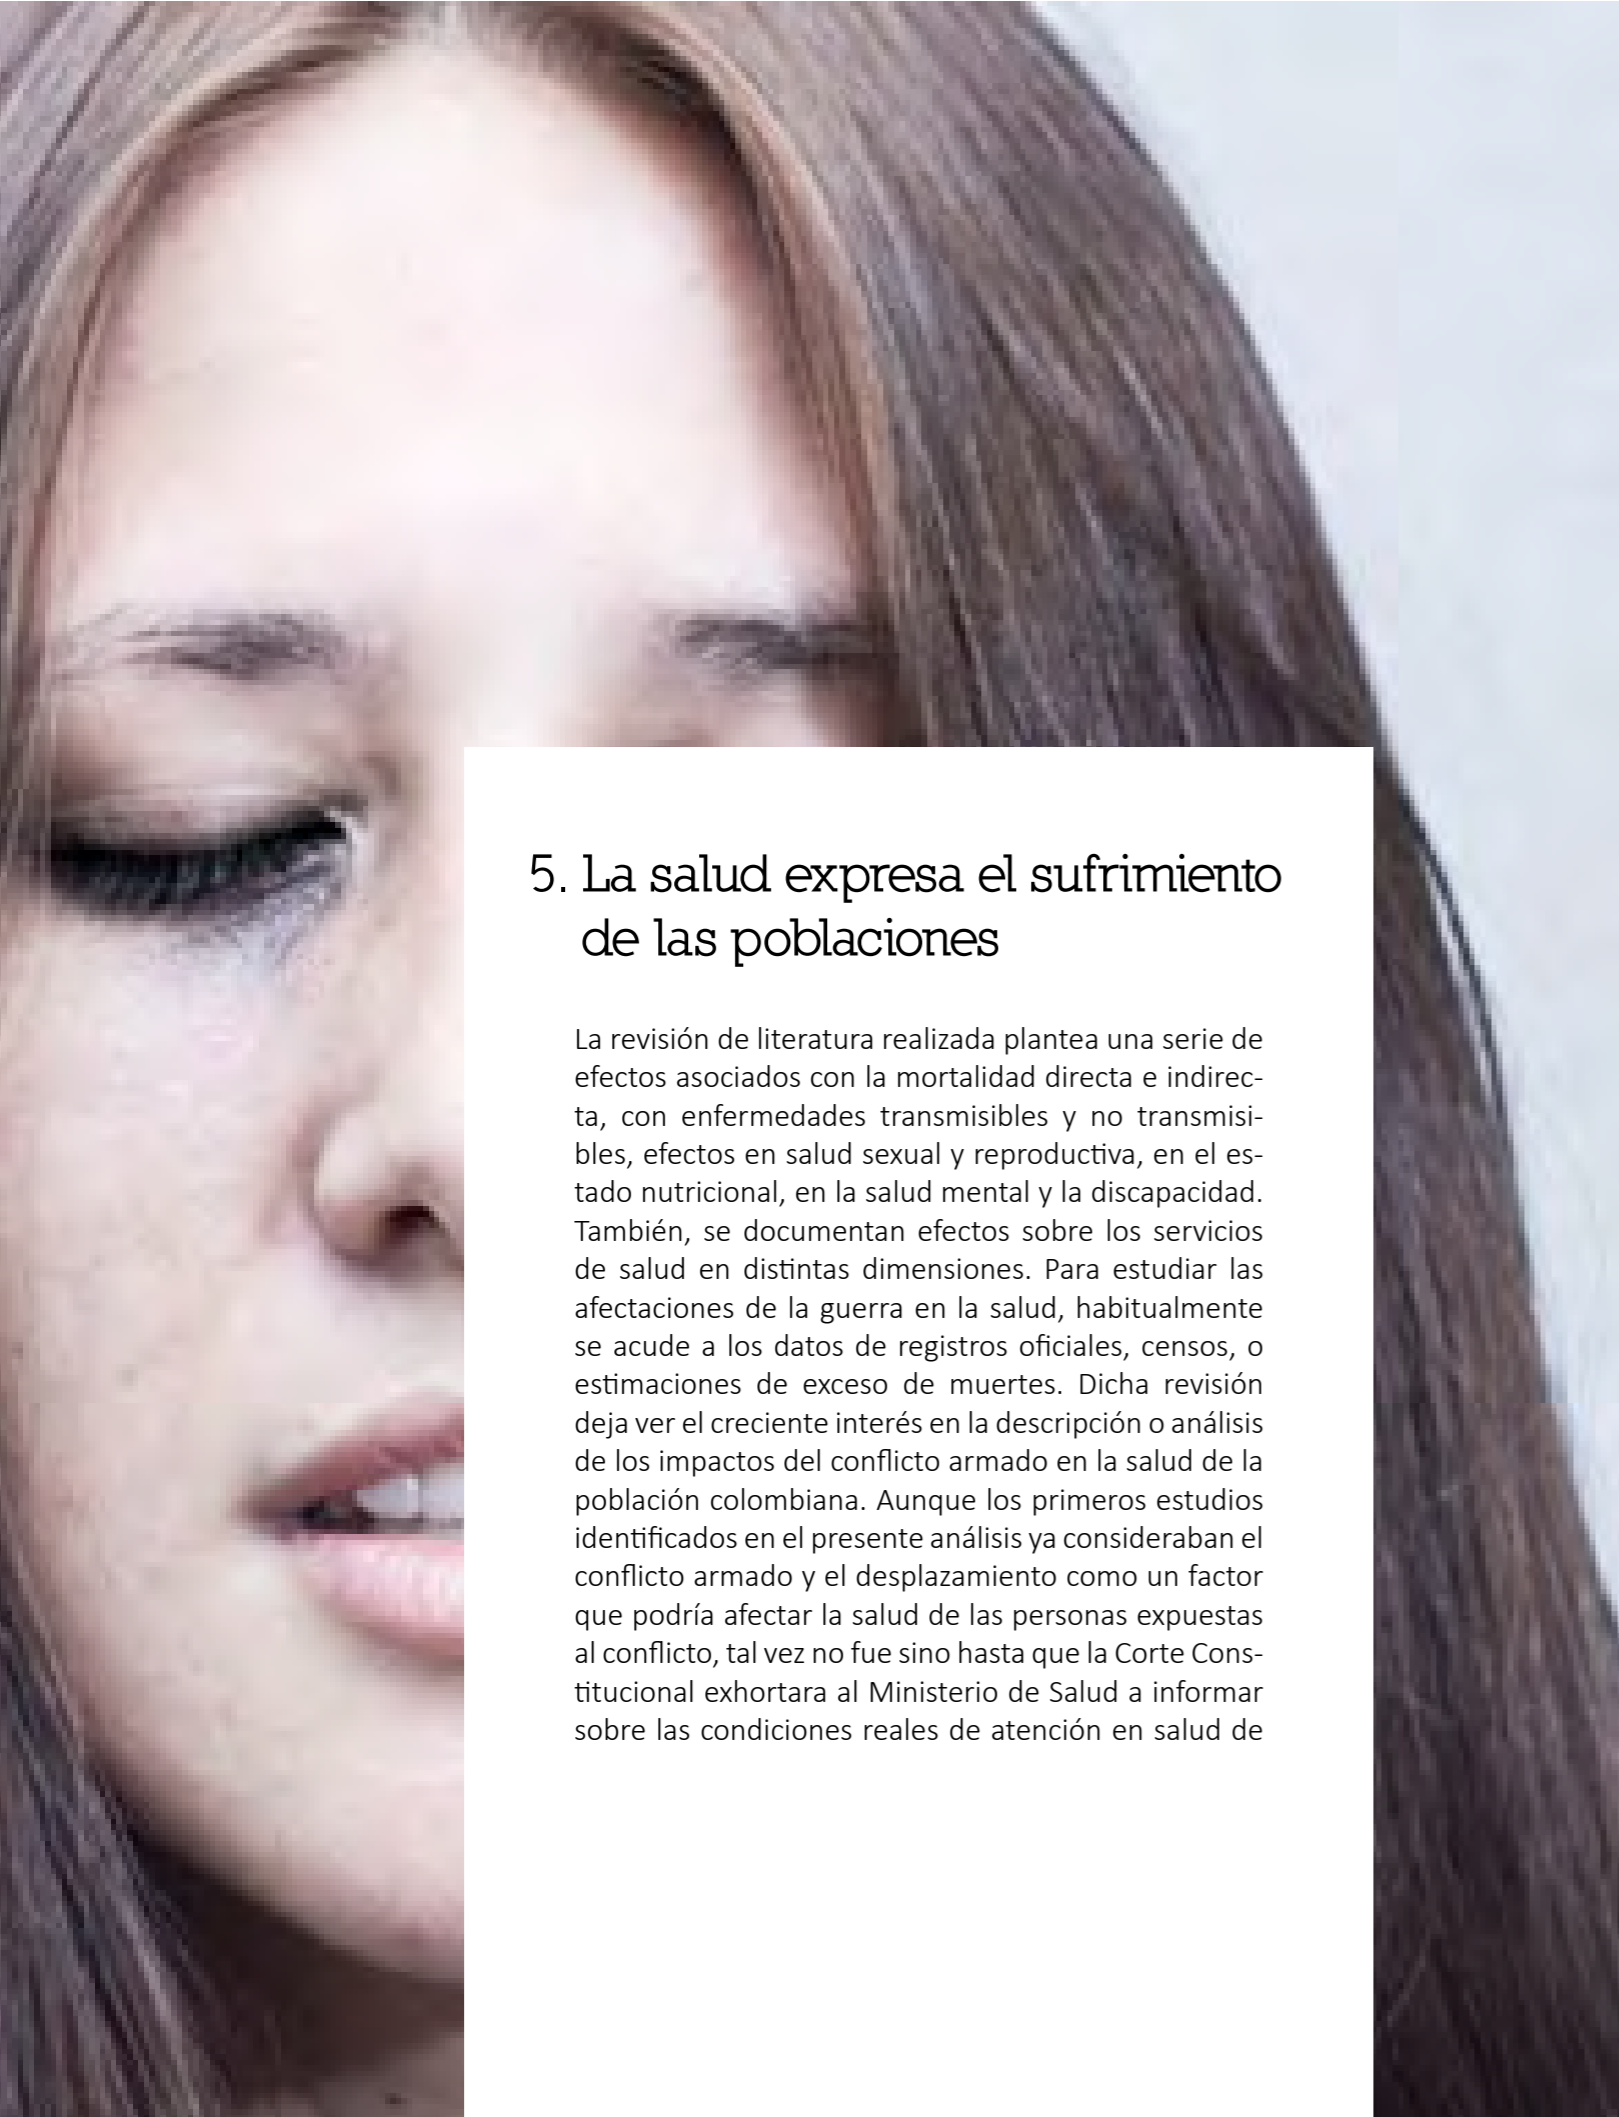 5. La salud expresa el sufrimiento
de las poblaciones
La revisión de literatura realizada plantea una serie de
efectos asociados con la mortalidad directa e indirec-
ta, con enfermedades transmisibles y no transmisi-
bles, efectos en salud sexual y reproductiva, en el es-
tado nutricional, en la salud mental y la discapacidad.
También, se documentan efectos sobre los servicios
de salud en distintas dimensiones. Para estudiar las
afectaciones de la guerra en la salud, habitualmente
se acude a los datos de registros oficiales, censos, o
estimaciones de exceso de muertes. Dicha revisión
deja ver el creciente interés en la descripción o análisis
de los impactos del conflicto armado en la salud de la
población colombiana. Aunque los primeros estudios
identificados en el presente análisis ya consideraban el
conflicto armado y el desplazamiento como un factor
que podría afectar la salud de las personas expuestas
al conflicto, tal vez no fue sino hasta que la Corte Cons-
titucional exhortara al Ministerio de Salud a informar
sobre las condiciones reales de atención en salud de